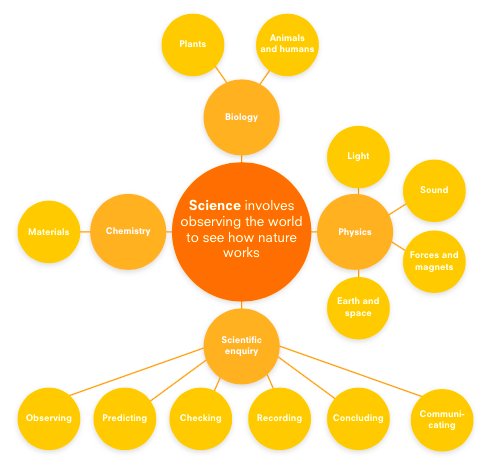 Plants
Animals
and humans
Biology
Light
Sound
Science involves
observing the world
to see how nature
works
Materials
Chemistry
Physics
Forces and
magnets
Earth and
space
Scientific
enquiry
Observing
Predicting
Checking
Recording
Concluding
Communi-
cating